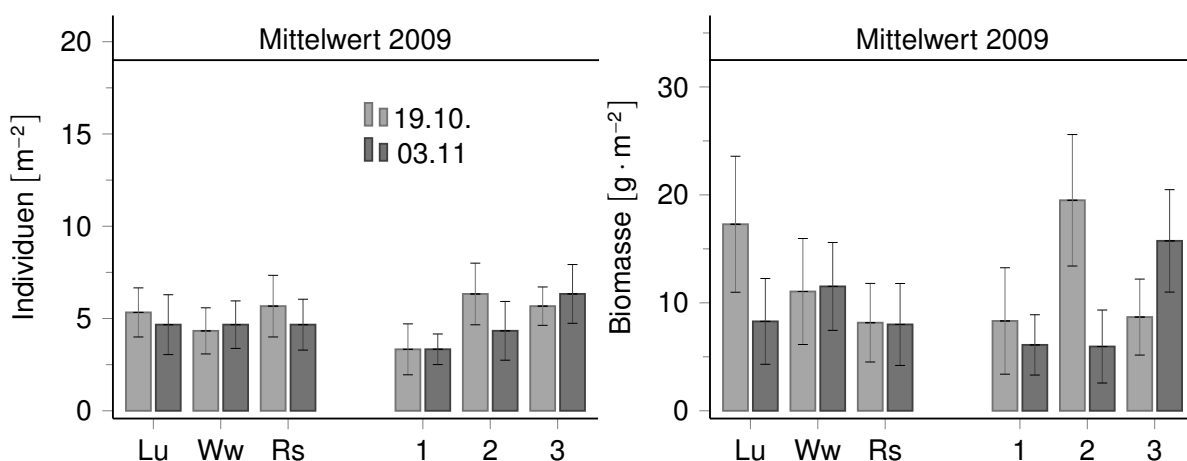 Mittelwert 2009
20
15
10
5
0
Individuen [m⁻²]
19.10.
03.11
Lu Ww Rs 1 2 3
Mittelwert 2009
30
20
10
0
Biomasse [g · m⁻²]
Lu Ww Rs 1 2 3